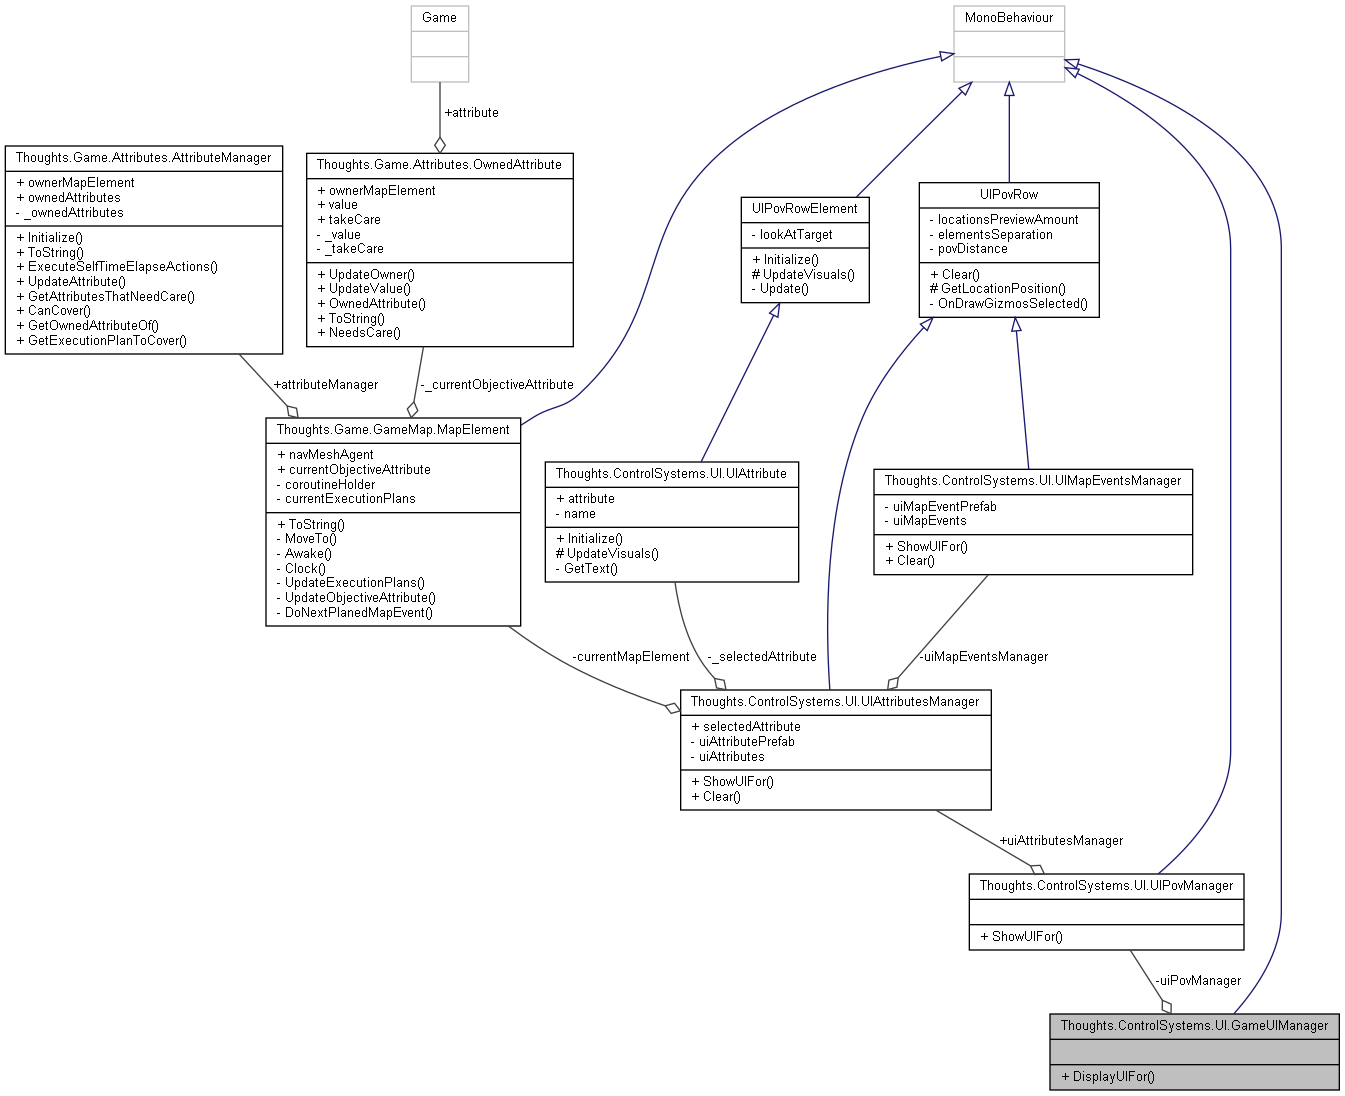 Game
MonoBehaviour
+attribute
Thoughts.Game.Attributes.AttributeManager
+ ownerMapElement
+ ownedAttributes
- _ownedAttributes
+ Initialize()
+ ToString()
+ ExecuteSelfTimeElapseActions()
+ UpdateAttribute()
+ GetAttributesThatNeedCare()
+ CanCover()
+ GetOwnedAttributeOf()
+ GetExecutionPlanToCover()
Thoughts.Game.Attributes.OwnedAttribute
+ ownerMapElement
+ value
+ takeCare
- _value
- _takeCare
+ UpdateOwner()
+ UpdateValue()
+ OwnedAttribute()
+ ToString()
+ NeedsCare()
UIPovRowElement
- lookAtTarget
+ Initialize()
# UpdateVisuals()
- Update()
UIPovRow
- locationsPreviewAmount
- elementsSeparation
- povDistance
+ Clear()
# GetLocationPosition()
- OnDrawGizmosSelected()
+attributeManager
-_currentObjectiveAttribute
Thoughts.Game.GameMap.MapElement
+ navMeshAgent
+ currentObjectiveAttribute
- coroutineHolder
- currentExecutionPlans
+ ToString()
- MoveTo()
- Awake()
- Clock()
- UpdateExecutionPlans()
- UpdateObjectiveAttribute()
- DoNextPlanedMapEvent()
Thoughts.ControlSystems.UI.UIAttribute
+ attribute
- name
+ Initialize()
# UpdateVisuals()
- GetText()
Thoughts.ControlSystems.UI.UIMapEventsManager
- uiMapEventPrefab
- uiMapEvents
+ ShowUIFor()
+ Clear()
-currentMapElement
-_selectedAttribute
-uiMapEventsManager
Thoughts.ControlSystems.UI.UIAttributesManager
+ selectedAttribute
- uiAttributePrefab
- uiAttributes
+ ShowUIFor()
+ Clear()
+uiAttributesManager
Thoughts.ControlSystems.UI.UIPovManager
+ ShowUIFor()
-uiPovManager
Thoughts.ControlSystems.UI.GameUIManager
+ DisplayUIFor()